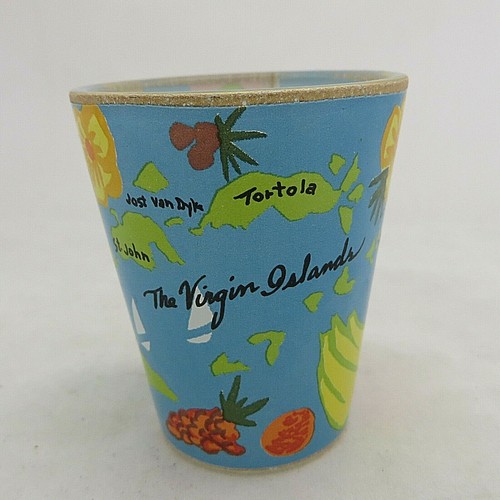 Tortola
Jost Van Dyke
St. John
The Virgin Islands